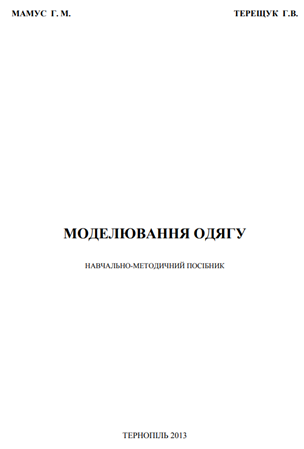 МАМУС Г. М. ТЕРЕЩУК Г.В.
МОДЕЛЮВАННЯ ОДЯГУ
НАВЧАЛЬНО-МЕТОДИЧНИЙ ПОСІБНИК
ТЕРНОПІЛЬ 2013